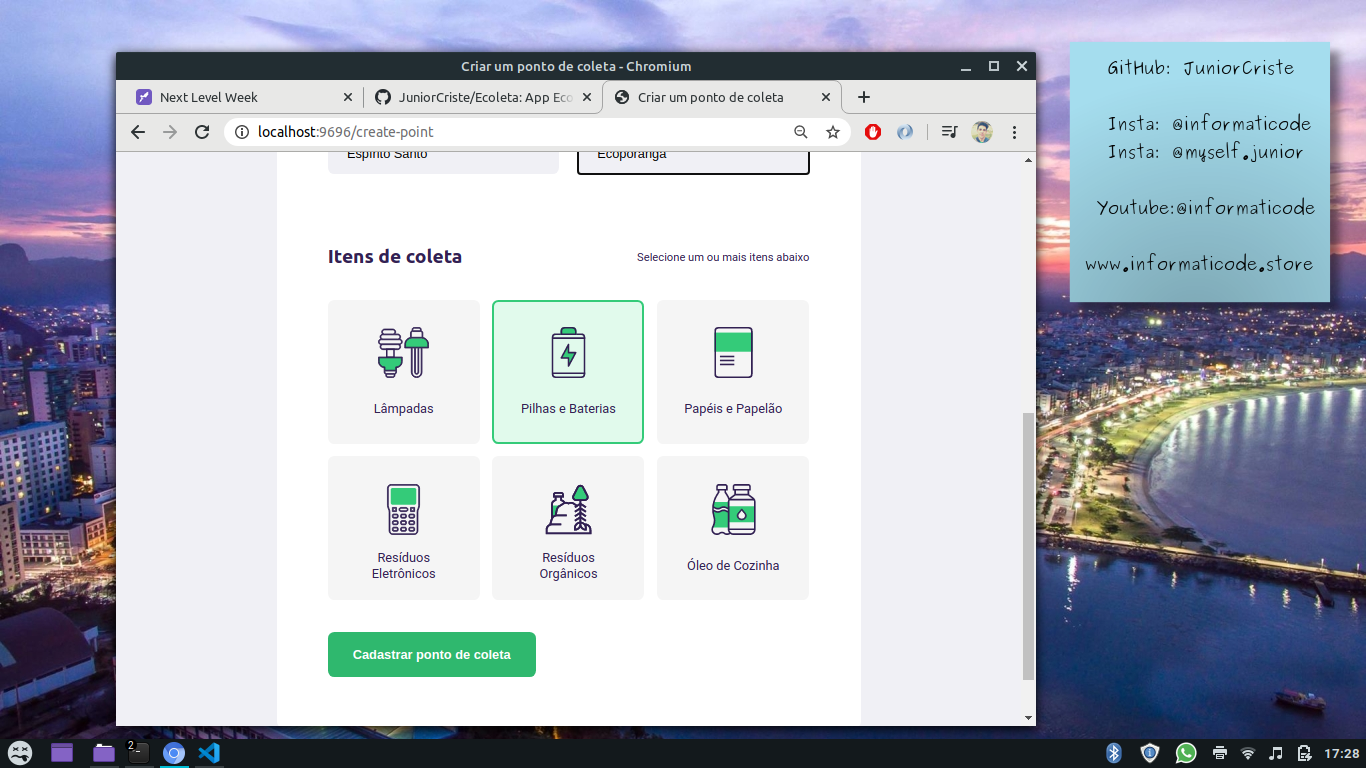 Criar um ponto de coleta - Chromium
Next Level Week
JuniorCriste/Ecoleta: App Eco
Criar um ponto de coleta
localhost:9696/create-point
GitHub: JuniorCriste
Insta: @informaticode
Insta: @myself.junior
Youtube:@informaticode
www.informaticode.store
Espírito Santo
Ecoporanga
Itens de coleta
Selecione um ou mais itens abaixo
Lâmpadas
Pilhas e Baterias
Papéis e Papelão
Resíduos
Eletrônicos
Resíduos
Orgânicos
Óleo de Cozinha
Cadastrar ponto de coleta
2
17:28